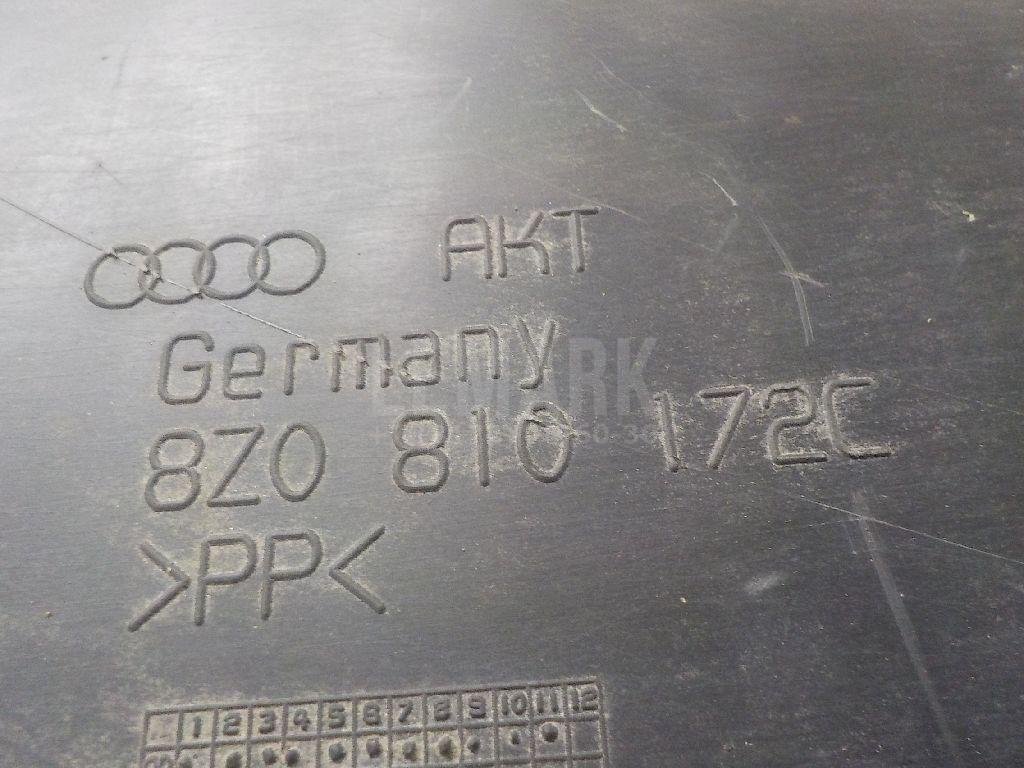 AKT
Germany
8Z0 810 172C
>PP<
1 2 3 4 5 6 7 8 9 10 11 12